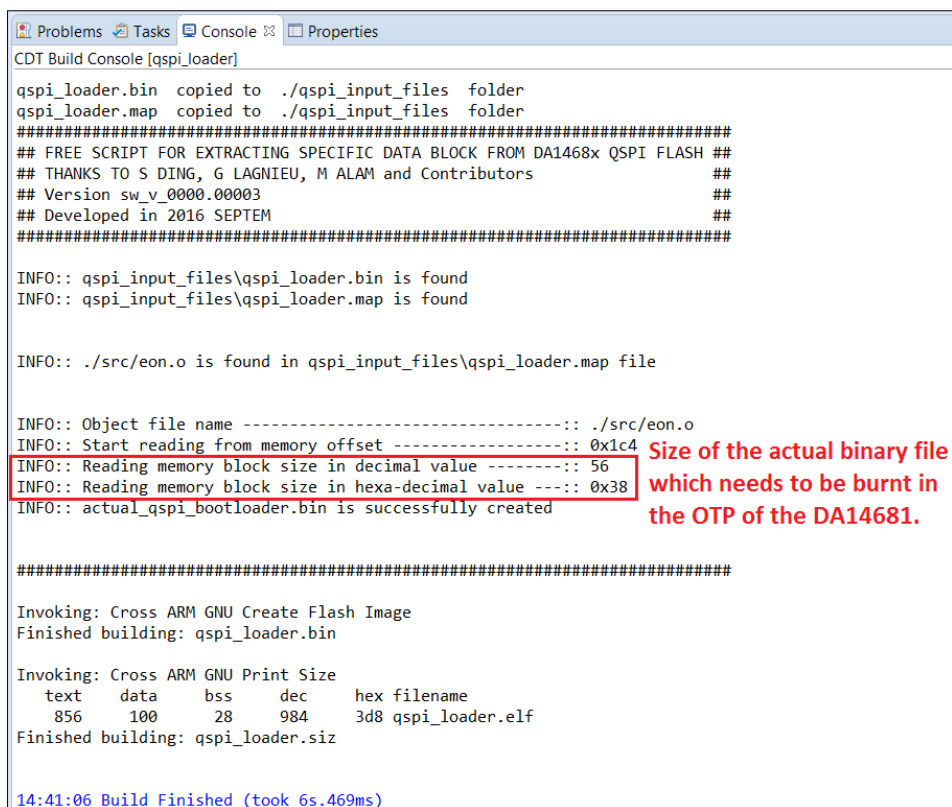 Problems Tasks Console Properties
CDT Build Console [qspi_loader]
qspi_loader.bin copied to ./qspi_input_files folder
qspi_loader.map copied to ./qspi_input_files folder
###########################################################################
## FREE SCRIPT FOR EXTRACTING SPECIFIC DATA BLOCK FROM DA1468x QSPI FLASH ##
## THANKS TO S DING, G LAGNIEU, M ALAM and Contributors ##
## Version sw_v_0000.00003 ##
## Developed in 2016 SEPTEM ##
###########################################################################
INFO:: qspi_input_files\qspi_loader.bin is found
INFO:: qspi_input_files\qspi_loader.map is found
INFO:: ./src/eon.o is found in qspi_input_files\qspi_loader.map file
INFO:: Object file name ----------------------------------:: ./src/eon.o
INFO:: Start reading from memory offset ------------------:: 0x1c4
INFO:: Reading memory block size in decimal value --------:: 56
INFO:: Reading memory block size in hexa-decimal value ---:: 0x38
INFO:: actual_qspi_bootloader.bin is successfully created
Size of the actual binary file
which needs to be burnt in
the OTP of the DA14681.
###########################################################################
Invoking: Cross ARM GNU Create Flash Image
Finished building: qspi_loader.bin
Invoking: Cross ARM GNU Print Size
text data bss dec hex filename
856 100 28 984 3d8 qspi_loader.elf
Finished building: qspi_loader.siz
14:41:06 Build Finished (took 6s.469ms)